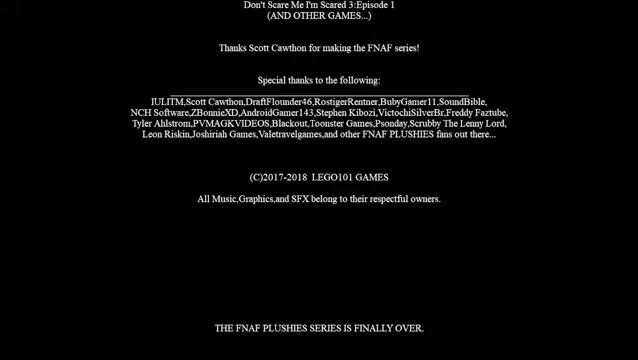 Don't Scare Me I'm Scared 3:Episode 1
(AND OTHER GAMES...)
Thanks Scott Cawthon for making the FNAF series!
Special thanks to the following:
IULITM,Scott Cawthon,DraftFlounder46,RostigerRentner,BubyGamer11,SoundBible,
NCH Software,ZBonnieXD,AndroidGamer143,Stephen Kibozi,VictochiSilverBr,Freddy Faztube,
Tyler Ahlstrom,PVMAGKVIDEOS,Blackout,Toonster Games,Psonday,Scrubby The Lenny Lord,
Leon Riskin,Joshiriah Games,Valetravelgames,and other FNAF PLUSHIES fans out there...
(C)2017-2018 LEGO101 GAMES
All Music,Graphics,and SFX belong to their respectful owners.
THE FNAF PLUSHIES SERIES IS FINALLY OVER.